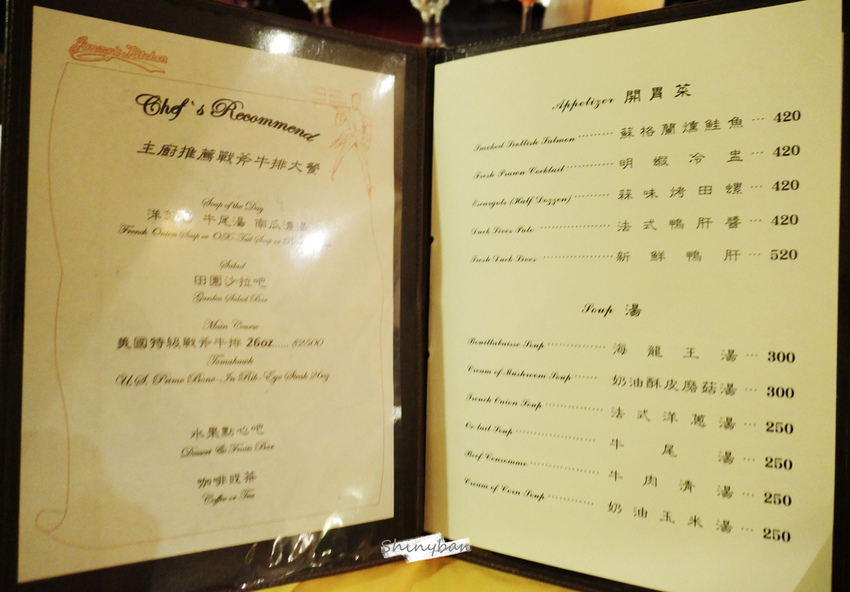 Jimmy's Kitchen
Chef's Recommend
主廚推薦戰斧牛排大餐
Soup of the Day
牛尾湯 南瓜濃湯
French Onion Soup or OX-Tail Soup or
Salad
田園沙拉吧
Garden Salad Bar
Main Course
美國特級戰斧牛排 26oz..... $2500
Tomahawk
U.S. Prime Bone-In Rib-Eye Steak 26oz
水果點心吧
Dessert & Fruits Bar
咖啡或茶
Coffee or Tea
Appetizer 開胃菜
Smoked Scottish Salmon 蘇格蘭燻鮭魚 420
Fresh Prawn Cocktail 明蝦冷盅 420
Escargots (Half Dozzen) 蒜味烤田螺 420
Duck Liver Pate 法式鴨肝醬 420
Fresh Duck Liver 新鮮鴨肝 520
Soup 湯
Bouillabaisse Soup 海龍王湯 300
Cream of Mushroom Soup 奶油酥皮磨菇湯 300
French Onion Soup 法式洋蔥湯 250
Ox-tail Soup 牛尾湯 250
Beef Consomme 牛肉清湯 250
Cream of Corn Soup 奶油玉米湯 250
Shinyban